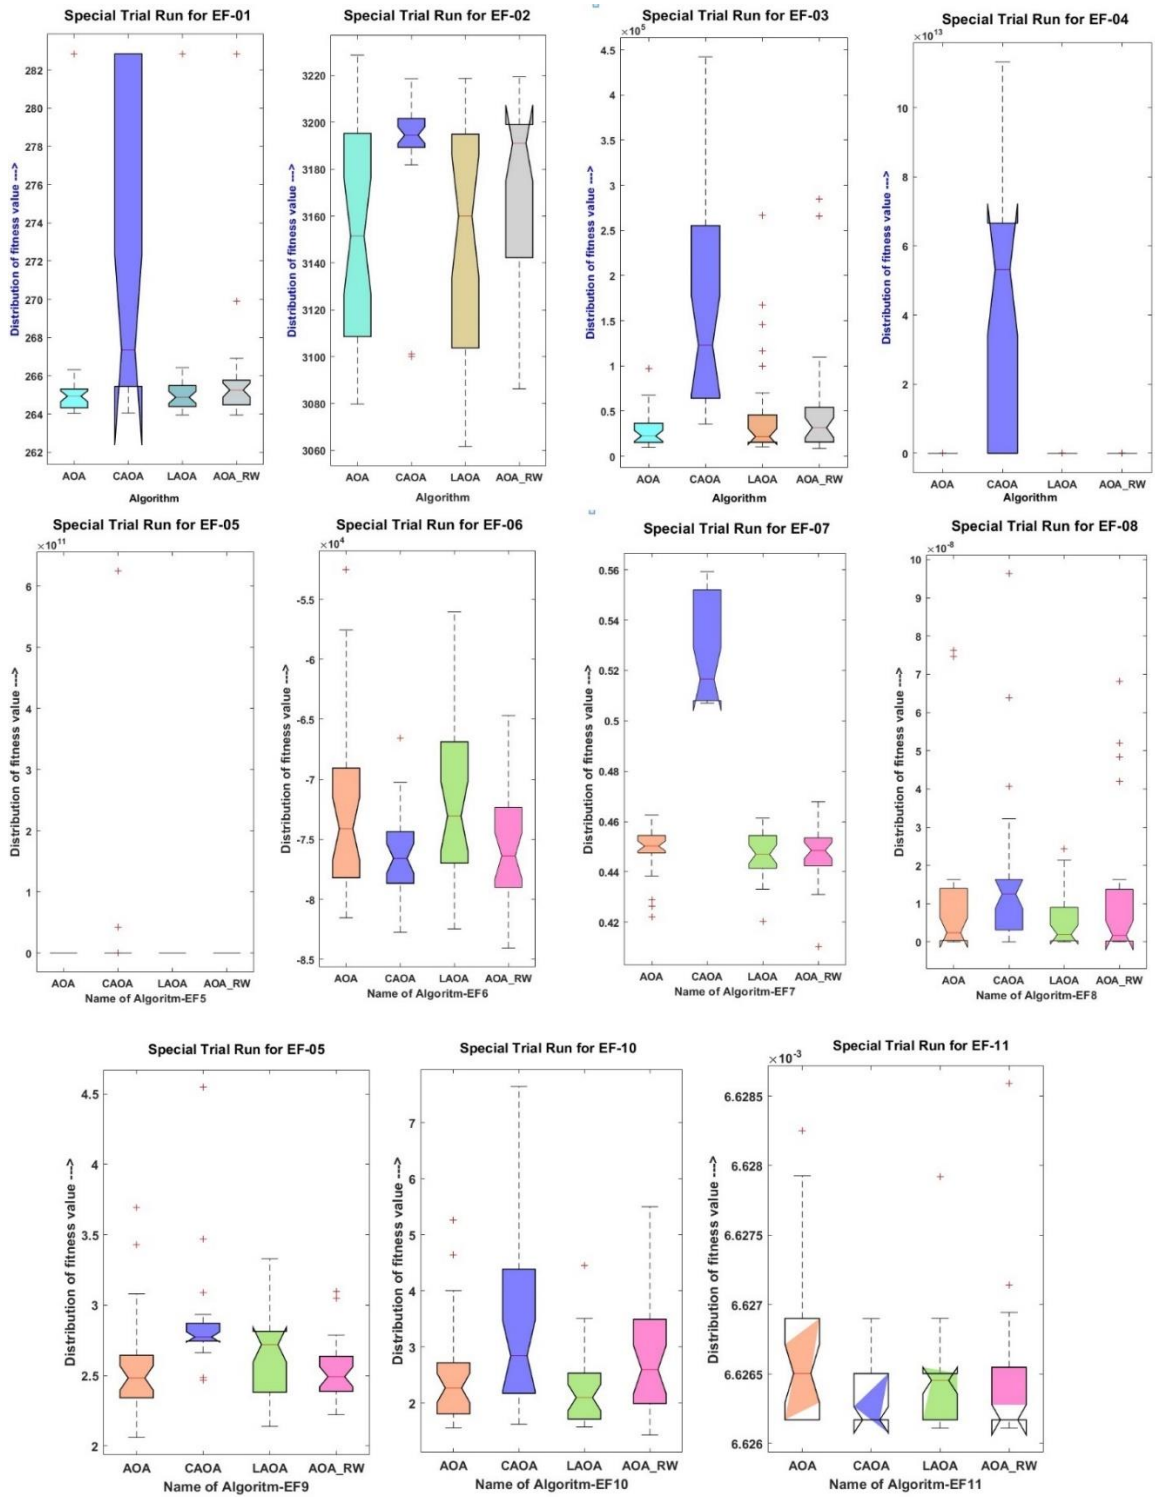 Special Trial Run for EF-01
Distribution of fitness value --->
282
280
278
276
274
272
270
268
266
264
262
AOA CAOA LAOA AOA_RW
Algorithm
Special Trial Run for EF-02
Distribution of fitness value --->
3220
3200
3180
3160
3140
3120
3100
3080
3060
AOA CAOA LAOA AOA_RW
Algorithm
Special Trial Run for EF-03
×10⁵
Distribution of fitness value --->
4.5
4
3.5
3
2.5
2
1.5
1
0.5
0
AOA CAOA LAOA AOA_RW
Algorithm
Special Trial Run for EF-04
×10¹³
Distribution of fitness value --->
10
8
6
4
2
0
AOA CAOA LAOA AOA_RW
Algorithm
Special Trial Run for EF-05
×10¹¹
Distribution of fitness value --->
6
5
4
3
2
1
0
AOA CAOA LAOA AOA_RW
Name of Algoritm-EF5
Special Trial Run for EF-06
×10⁴
Distribution of fitness value --->
-5.5
-6
-6.5
-7
-7.5
-8
-8.5
AOA CAOA LAOA AOA_RW
Name of Algoritm-EF6
Special Trial Run for EF-07
Distribution of fitness value --->
0.56
0.54
0.52
0.5
0.48
0.46
0.44
0.42
AOA CAOA LAOA AOA_RW
Name of Algoritm-EF7
Special Trial Run for EF-08
×10⁻⁸
Distribution of fitness value --->
10
9
8
7
6
5
4
3
2
1
0
AOA CAOA LAOA AOA_RW
Name of Algoritm-EF8
Special Trial Run for EF-05
Distribution of fitness value --->
4.5
4
3.5
3
2.5
2
AOA CAOA LAOA AOA_RW
Name of Algoritm-EF9
Special Trial Run for EF-10
Distribution of fitness value --->
7
6
5
4
3
2
AOA CAOA LAOA AOA_RW
Name of Algoritm-EF10
Special Trial Run for EF-11
×10⁻³
Distribution of fitness value --->
6.6285
6.628
6.6275
6.627
6.6265
6.626
AOA CAOA LAOA AOA_RW
Name of Algoritm-EF11